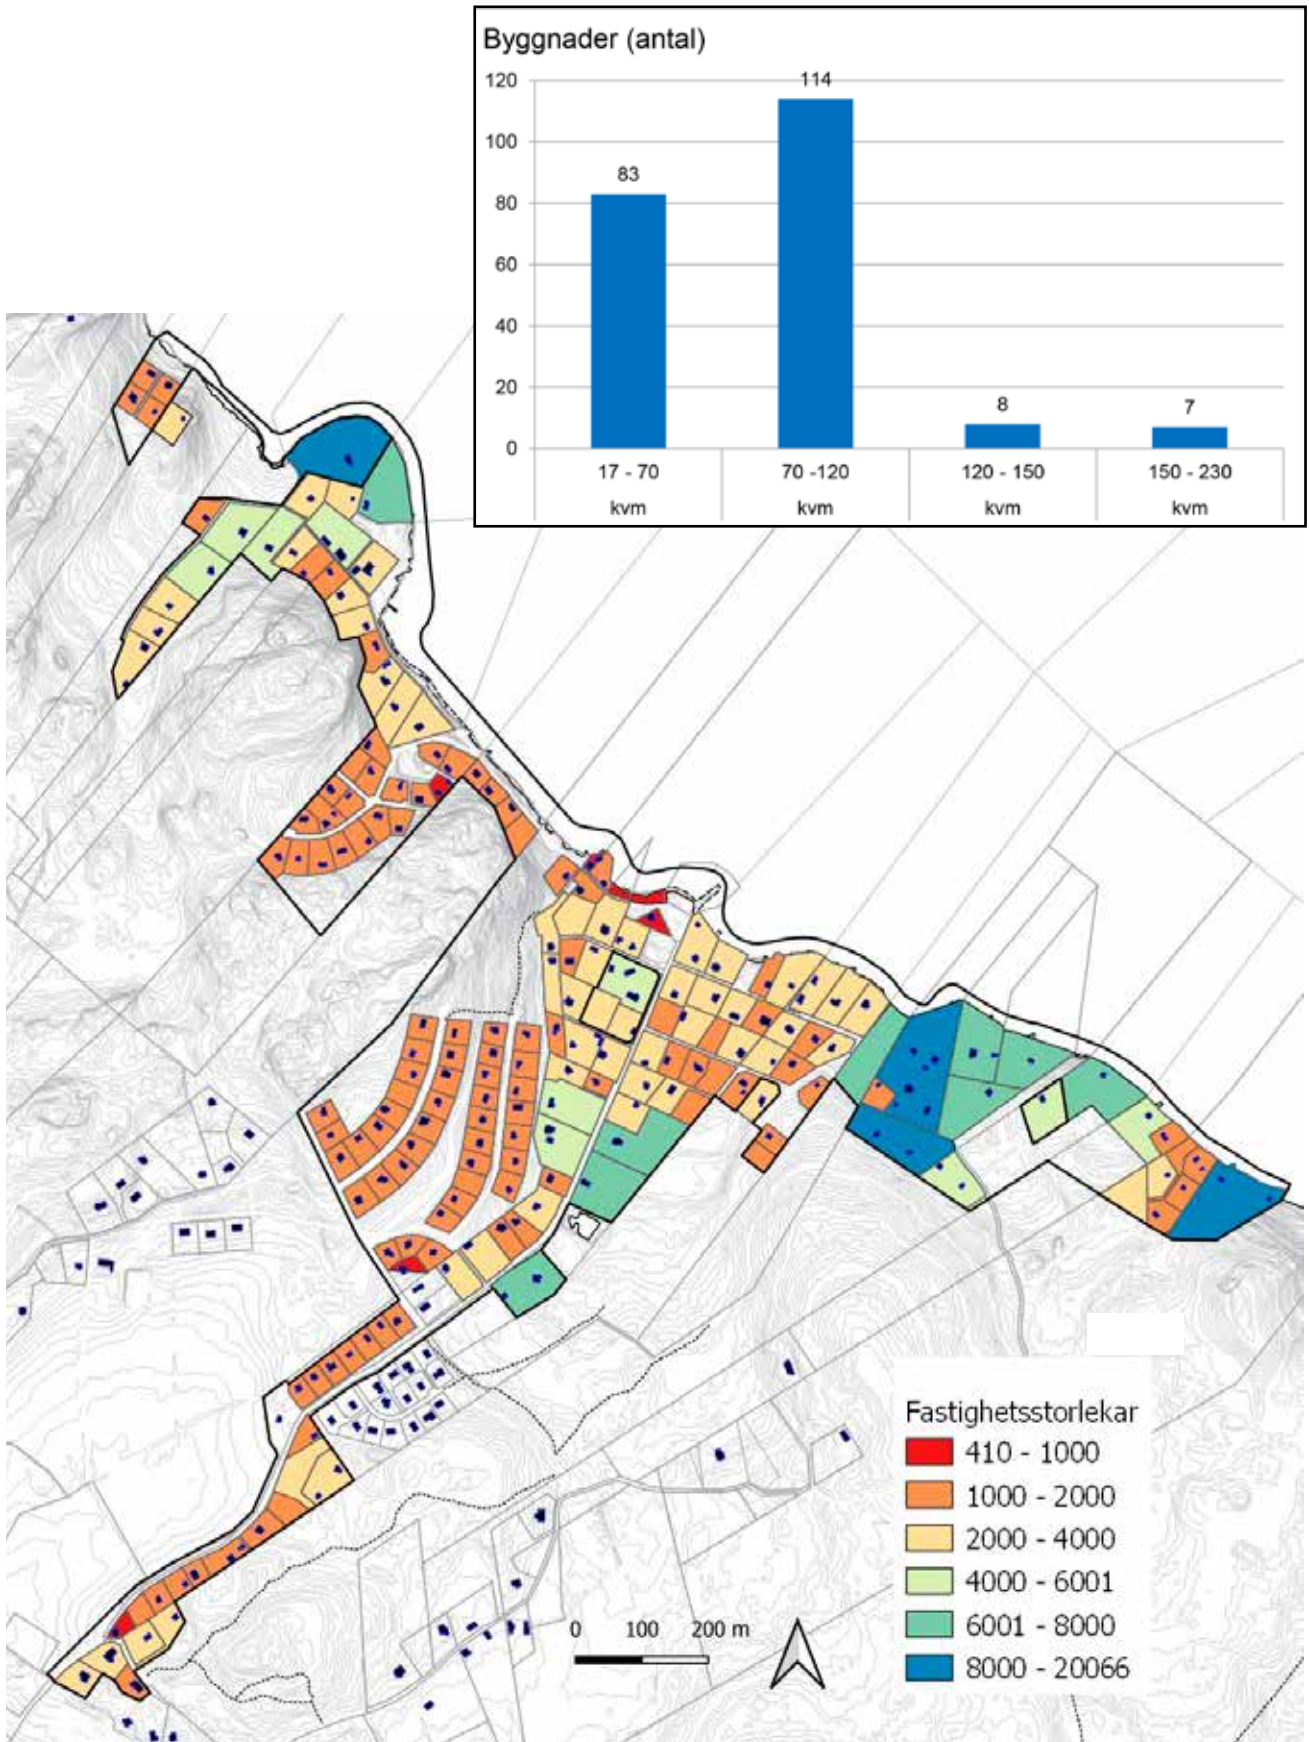 Byggnader (antal)
120
100
80
60
40
20
0
83
114
8
7
17 - 70
70 -120
120 - 150
150 - 230
kvm
kvm
kvm
kvm
Fastighetsstorlekar
410 - 1000
1000 - 2000
2000 - 4000
4000 - 6001
6001 - 8000
8000 - 20066
0 100 200 m